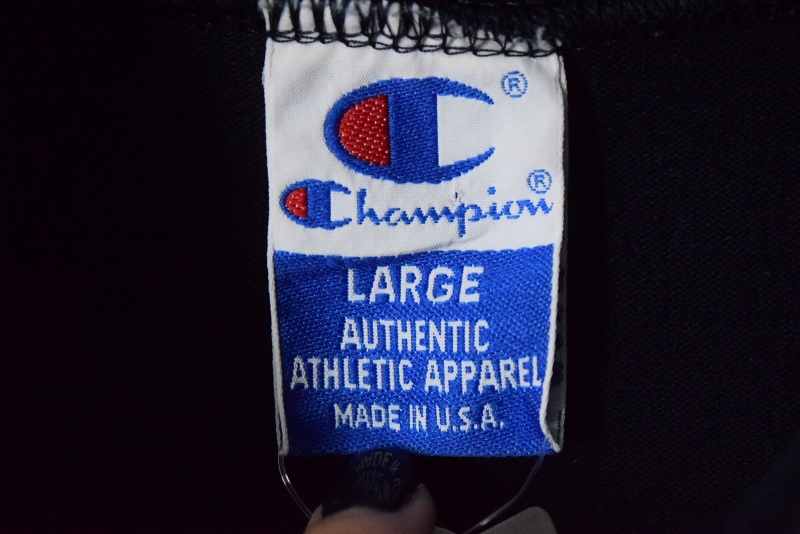 ®
Champion®
LARGE
AUTHENTIC
ATHLETIC APPAREL
MADE IN U.S.A.